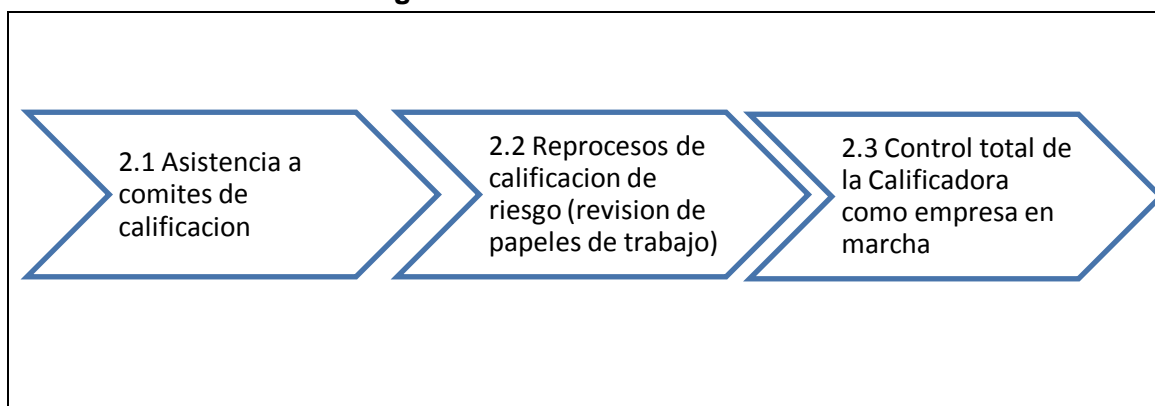 2.1 Asistencia a
comites de
calificacion
2.2 Reprocesos de
calificacion de
riesgo (revision de
papeles de trabajo)
2.3 Control total de
la Calificadora
como empresa en
marcha